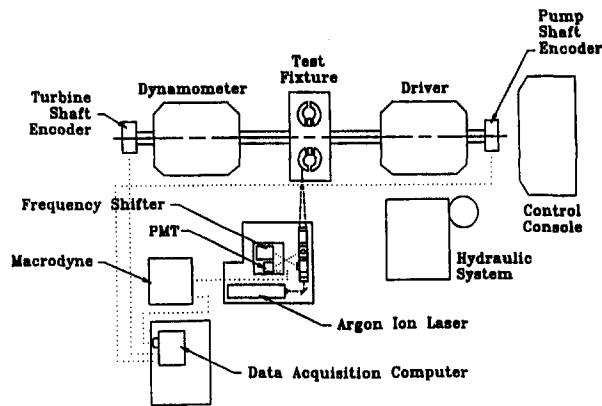 Pump
Shaft
Encoder
Test
Fixture
Dynamometer
Driver
Turbine
Shaft
Encoder
Control
Console
Frequency Shifter
PMT
Macrodyne
Hydraulic
System
Argon Ion Laser
Data Acquisition Computer